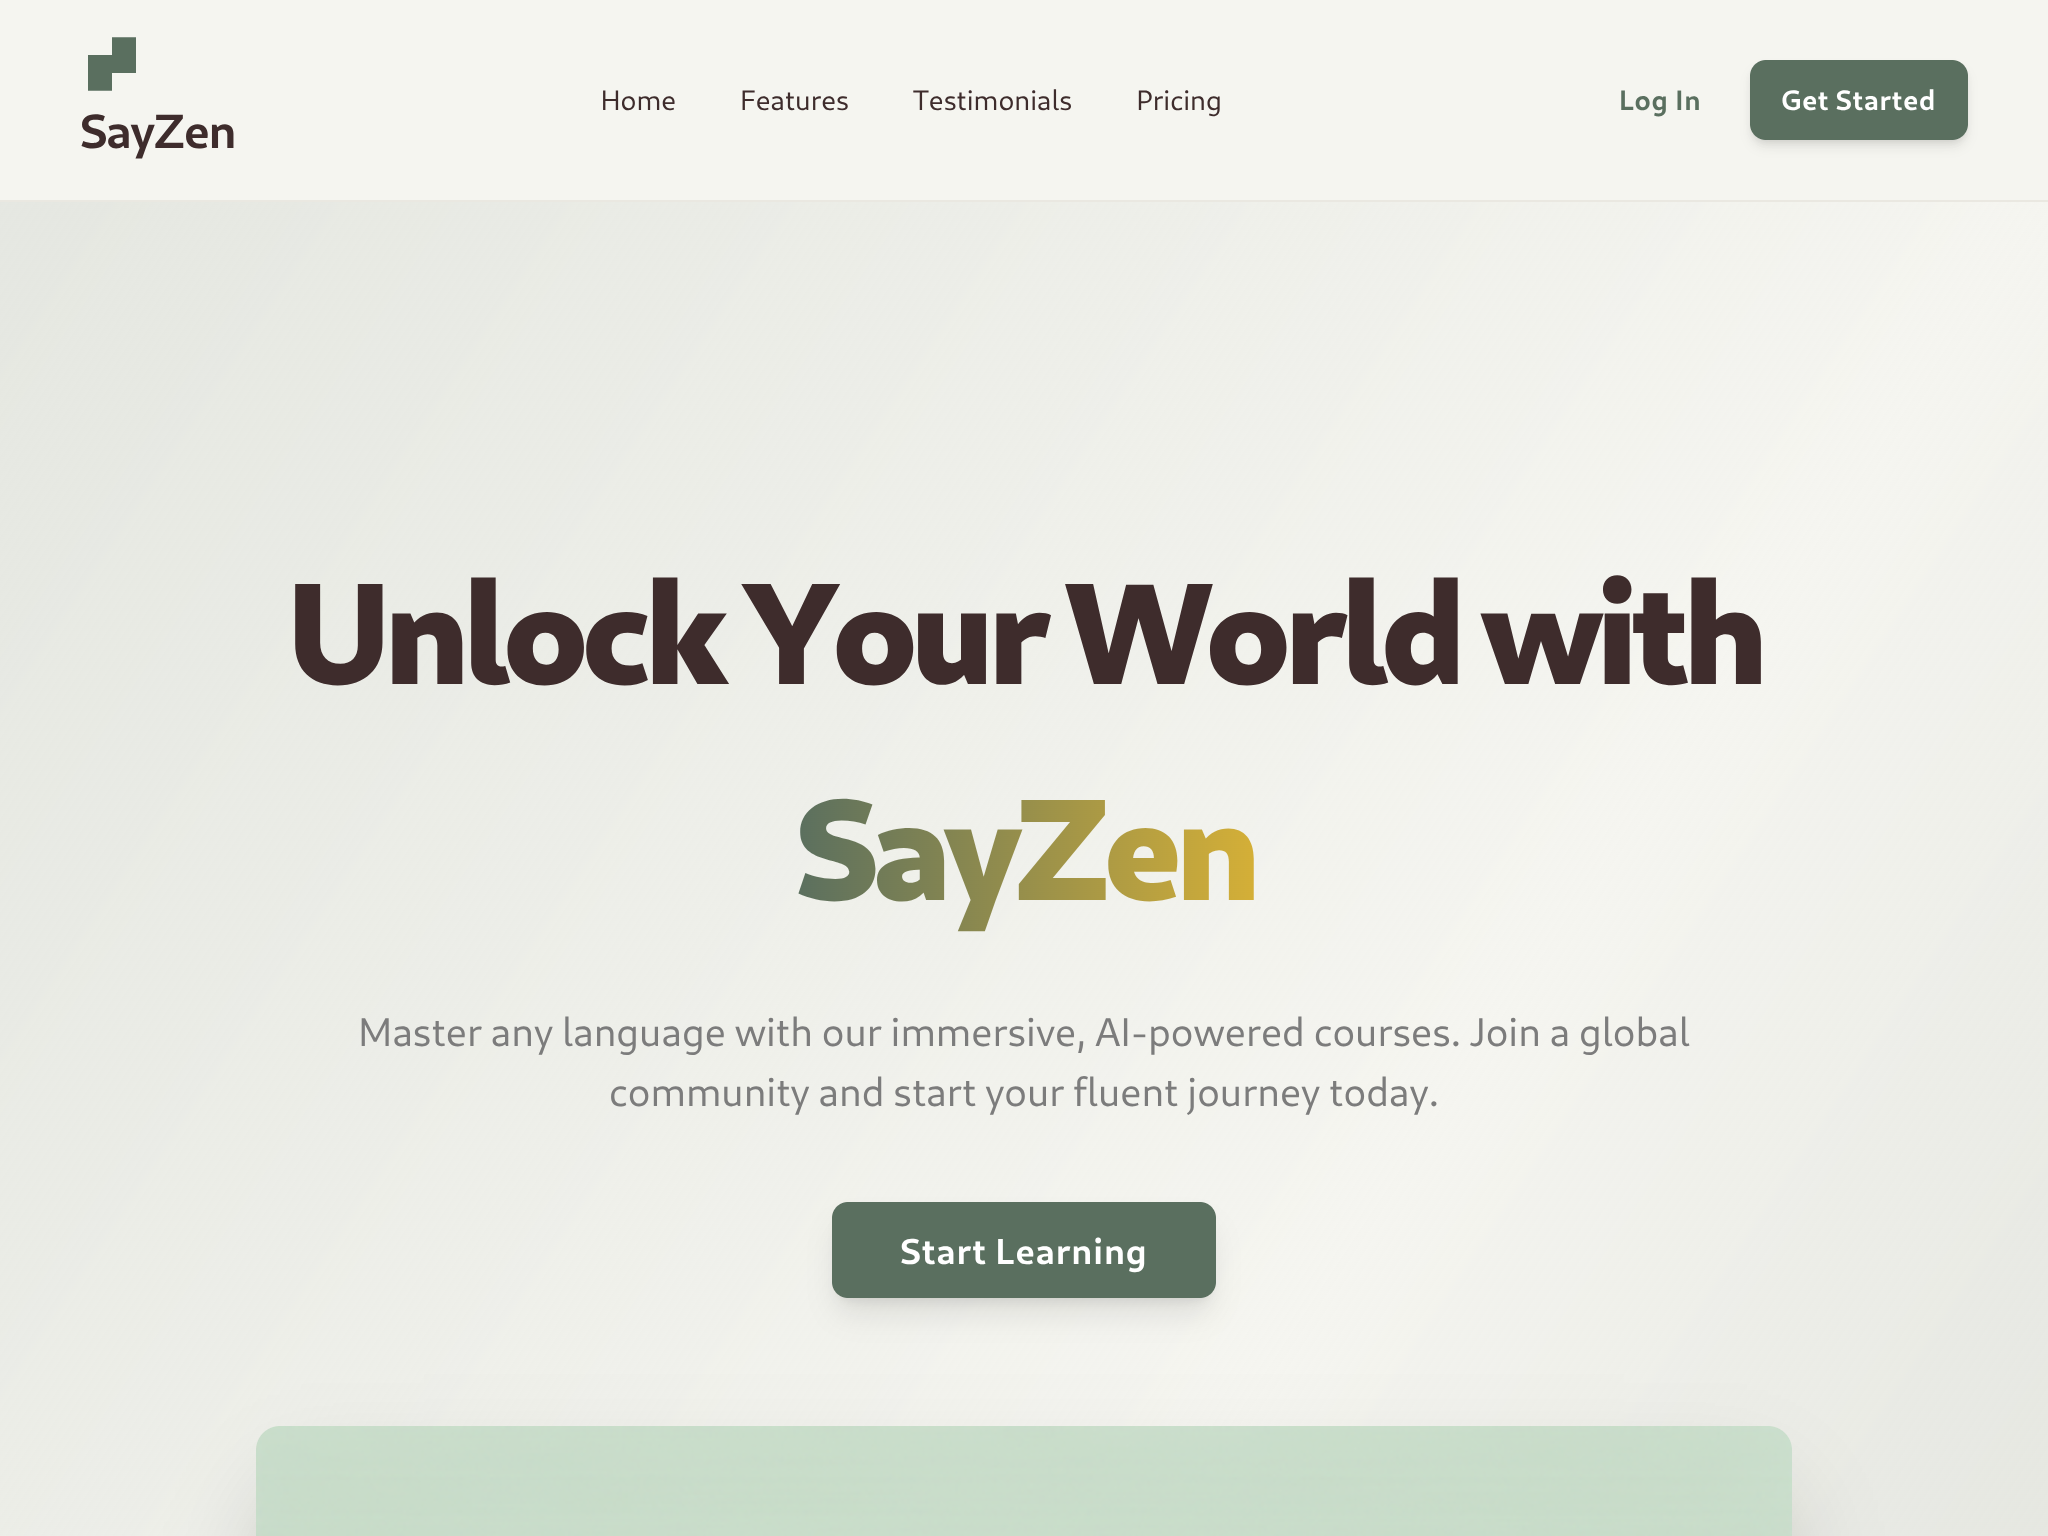 SayZen
Home
Features
Testimonials
Pricing
Log In
Get Started
Unlock Your World with
SayZen
Master any language with our immersive, AI-powered courses. Join a global
community and start your fluent journey today.
Start Learning